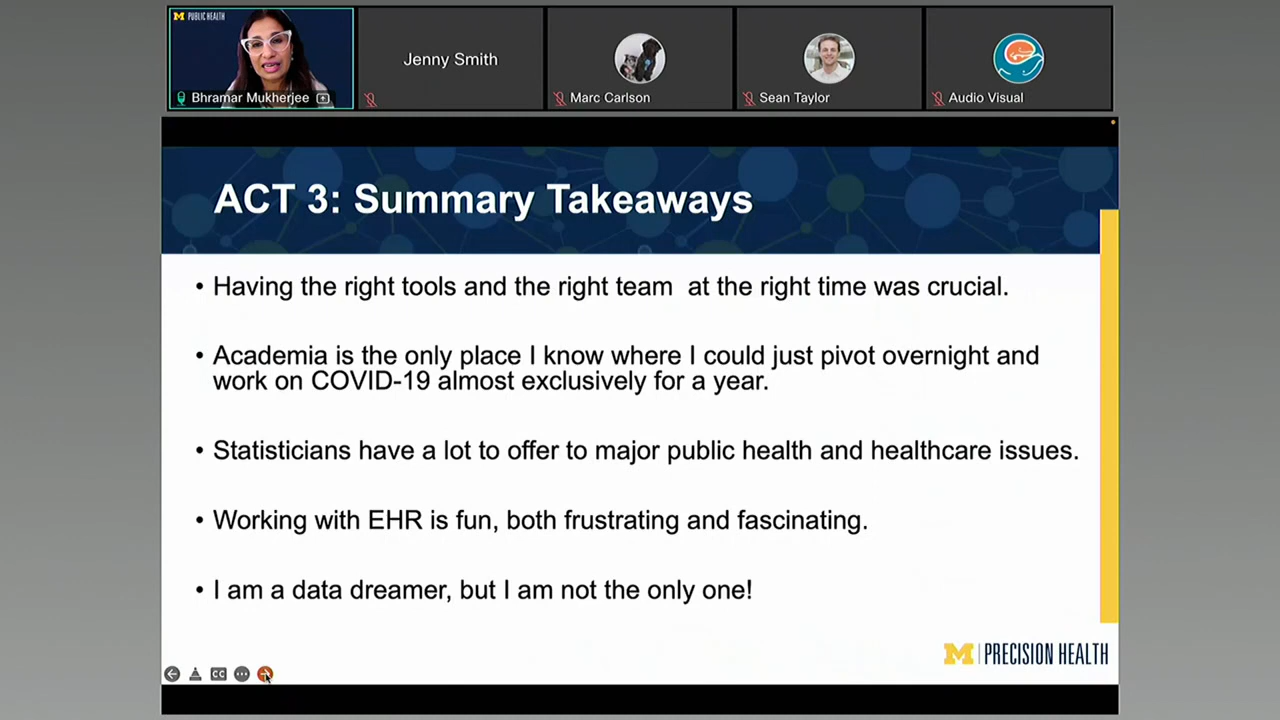 M PUBLIC HEALTH
Bhramar Mukherjee
Jenny Smith
Marc Carlson
Sean Taylor
Audio Visual
ACT 3: Summary Takeaways
• Having the right tools and the right team at the right time was crucial.
• Academia is the only place I know where I could just pivot overnight and
work on COVID-19 almost exclusively for a year.
• Statisticians have a lot to offer to major public health and healthcare issues.
• Working with EHR is fun, both frustrating and fascinating.
• I am a data dreamer, but I am not the only one!
CC
M | PRECISION HEALTH